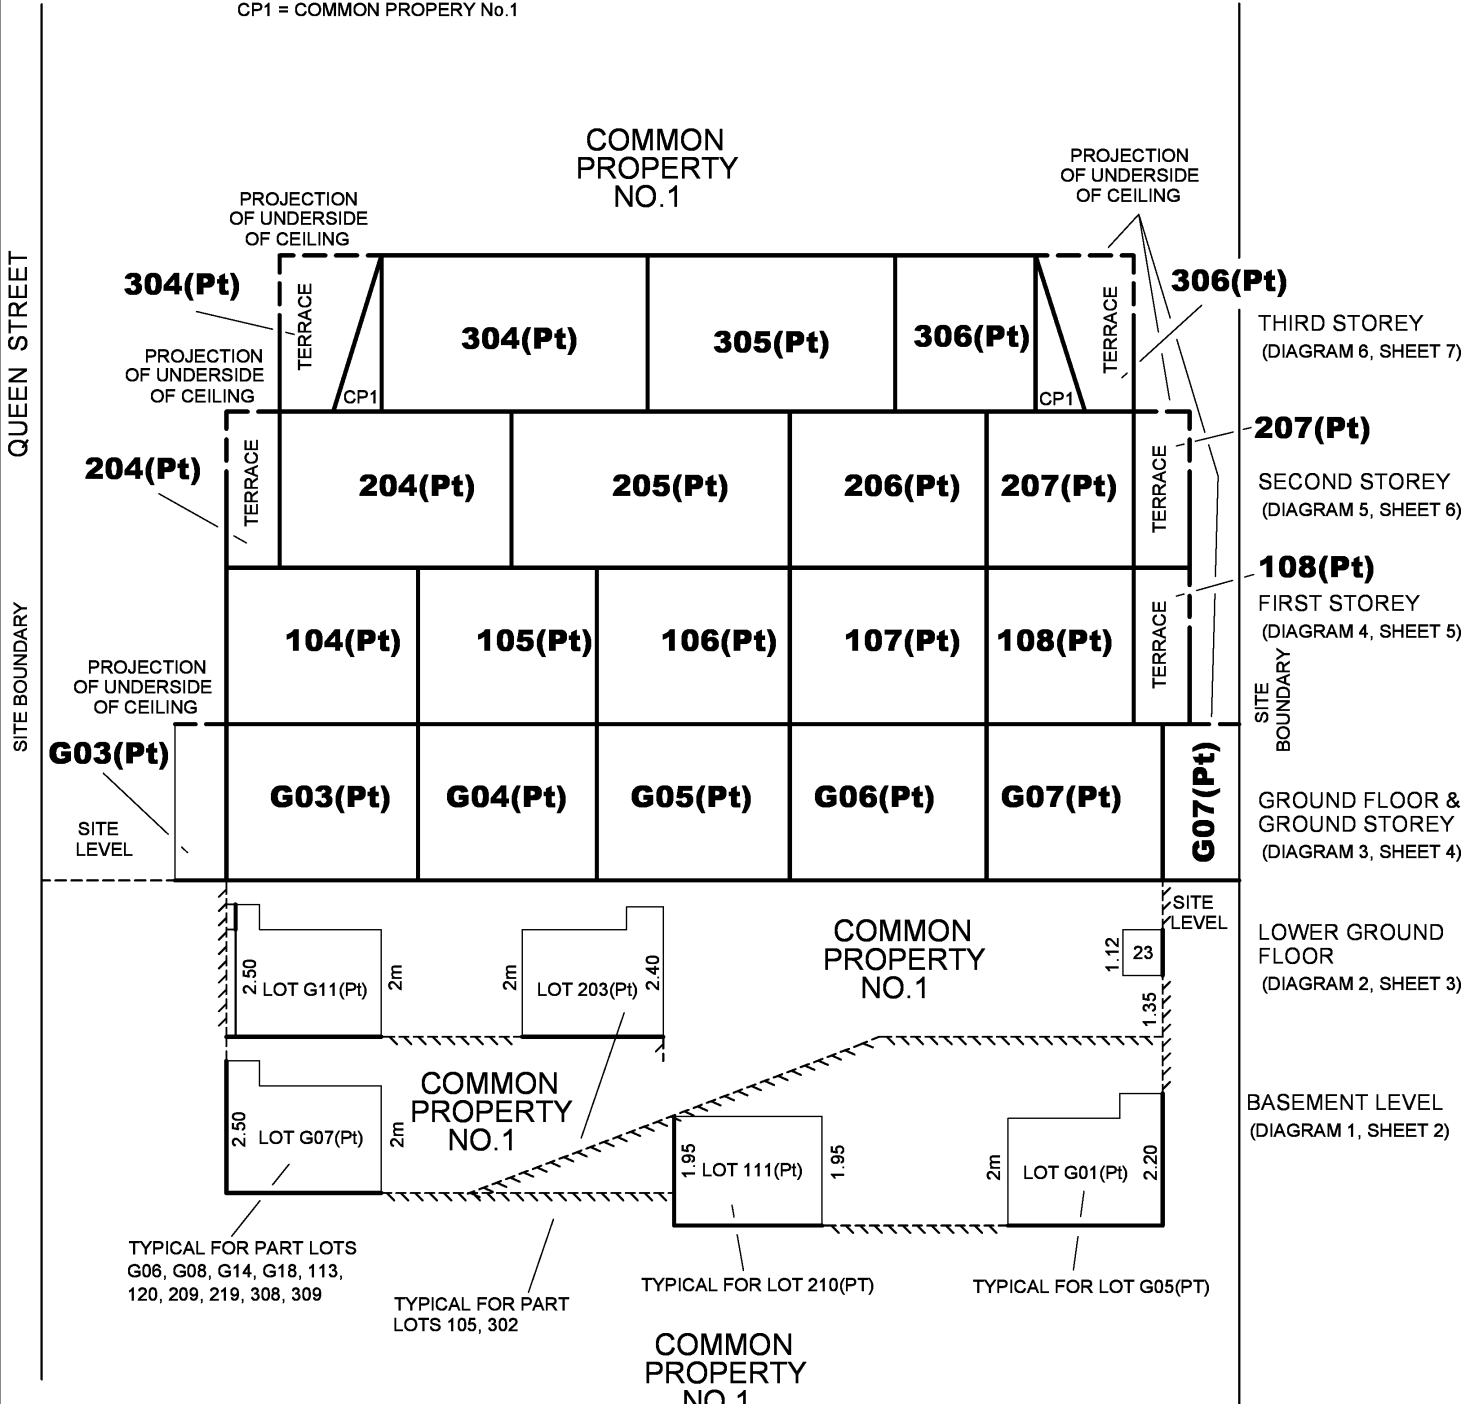 CP1 = COMMON PROPERY No.1
COMMON
PROPERTY
NO.1
PROJECTION
OF UNDERSIDE
OF CEILING
PROJECTION
OF UNDERSIDE
OF CEILING
QUEEN STREET
304(Pt)
TERRACE
CP1
304(Pt)
305(Pt)
306(Pt)
CP1
TERRACE
306(Pt)
THIRD STOREY
(DIAGRAM 6, SHEET 7)
PROJECTION
OF UNDERSIDE
OF CEILING
204(Pt)
TERRACE
204(Pt)
205(Pt)
206(Pt)
207(Pt)
TERRACE
207(Pt)
SECOND STOREY
(DIAGRAM 5, SHEET 6)
SITE BOUNDARY
104(Pt)
105(Pt)
106(Pt)
107(Pt)
108(Pt)
TERRACE
108(Pt)
FIRST STOREY
(DIAGRAM 4, SHEET 5)
SITE
BOUNDARY
PROJECTION
OF UNDERSIDE
OF CEILING
G03(Pt)
SITE
LEVEL
G03(Pt)
G04(Pt)
G05(Pt)
G06(Pt)
G07(Pt)
G07(Pt)
GROUND FLOOR &
GROUND STOREY
(DIAGRAM 3, SHEET 4)
2.50
LOT G11(Pt)
2m
2m
LOT 203(Pt)
2.40
COMMON
PROPERTY
NO.1
1.12
23
1.35
SITE
LEVEL
LOWER GROUND
FLOOR
(DIAGRAM 2, SHEET 3)
2.50
LOT G07(Pt)
2m
COMMON
PROPERTY
NO.1
1.95
LOT 111(Pt)
1.95
2m
LOT G01(Pt)
2.20
BASEMENT LEVEL
(DIAGRAM 1, SHEET 2)
TYPICAL FOR PART LOTS
G06, G08, G14, G18, 113,
120, 209, 219, 308, 309
TYPICAL FOR PART
LOTS 105, 302
TYPICAL FOR LOT 210(PT)
TYPICAL FOR LOT G05(PT)
COMMON
PROPERTY
NO.1